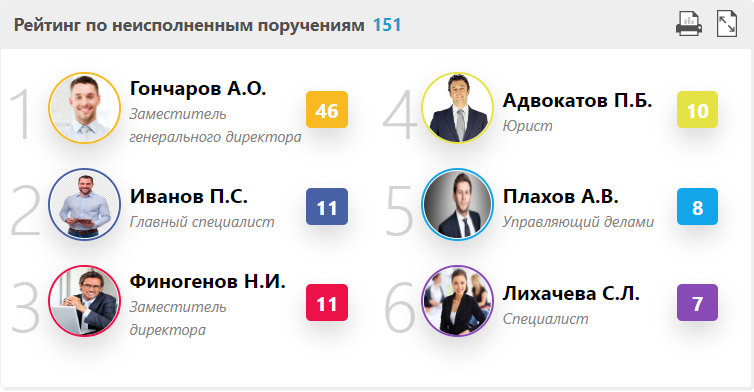 Рейтинг по неисполненным поручениям 151
1
Гончаров А.О.
Заместитель
генерального директора
46
2
Иванов П.С.
Главный специалист
11
3
Финогенов Н.И.
Заместитель
директора
11
4
Адвокатов П.Б.
Юрист
10
5
Плахов А.В.
Управляющий делами
8
6
Лихачева С.Л.
Специалист
7